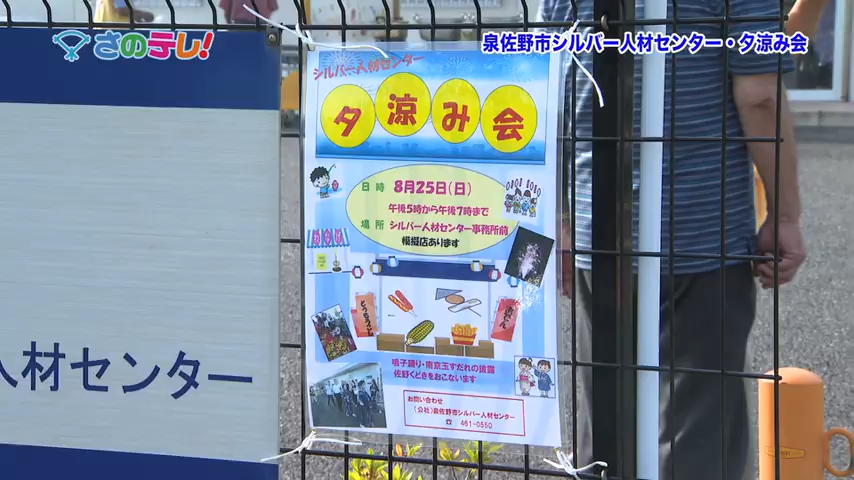 さのテレ!
泉佐野市シルバー人材センター・夕涼み会
シルバー人材センター
夕涼み会
日時 8月25日(日)
午後5時から午後7時まで
場所 シルバー人材センター事務所前
模擬店あります
鳴子踊り・南京玉すだれの披露
佐野くどきをおこないます
お問い合わせ
(公社)泉佐野市シルバー人材センター
☎ 461-0550
人材センター